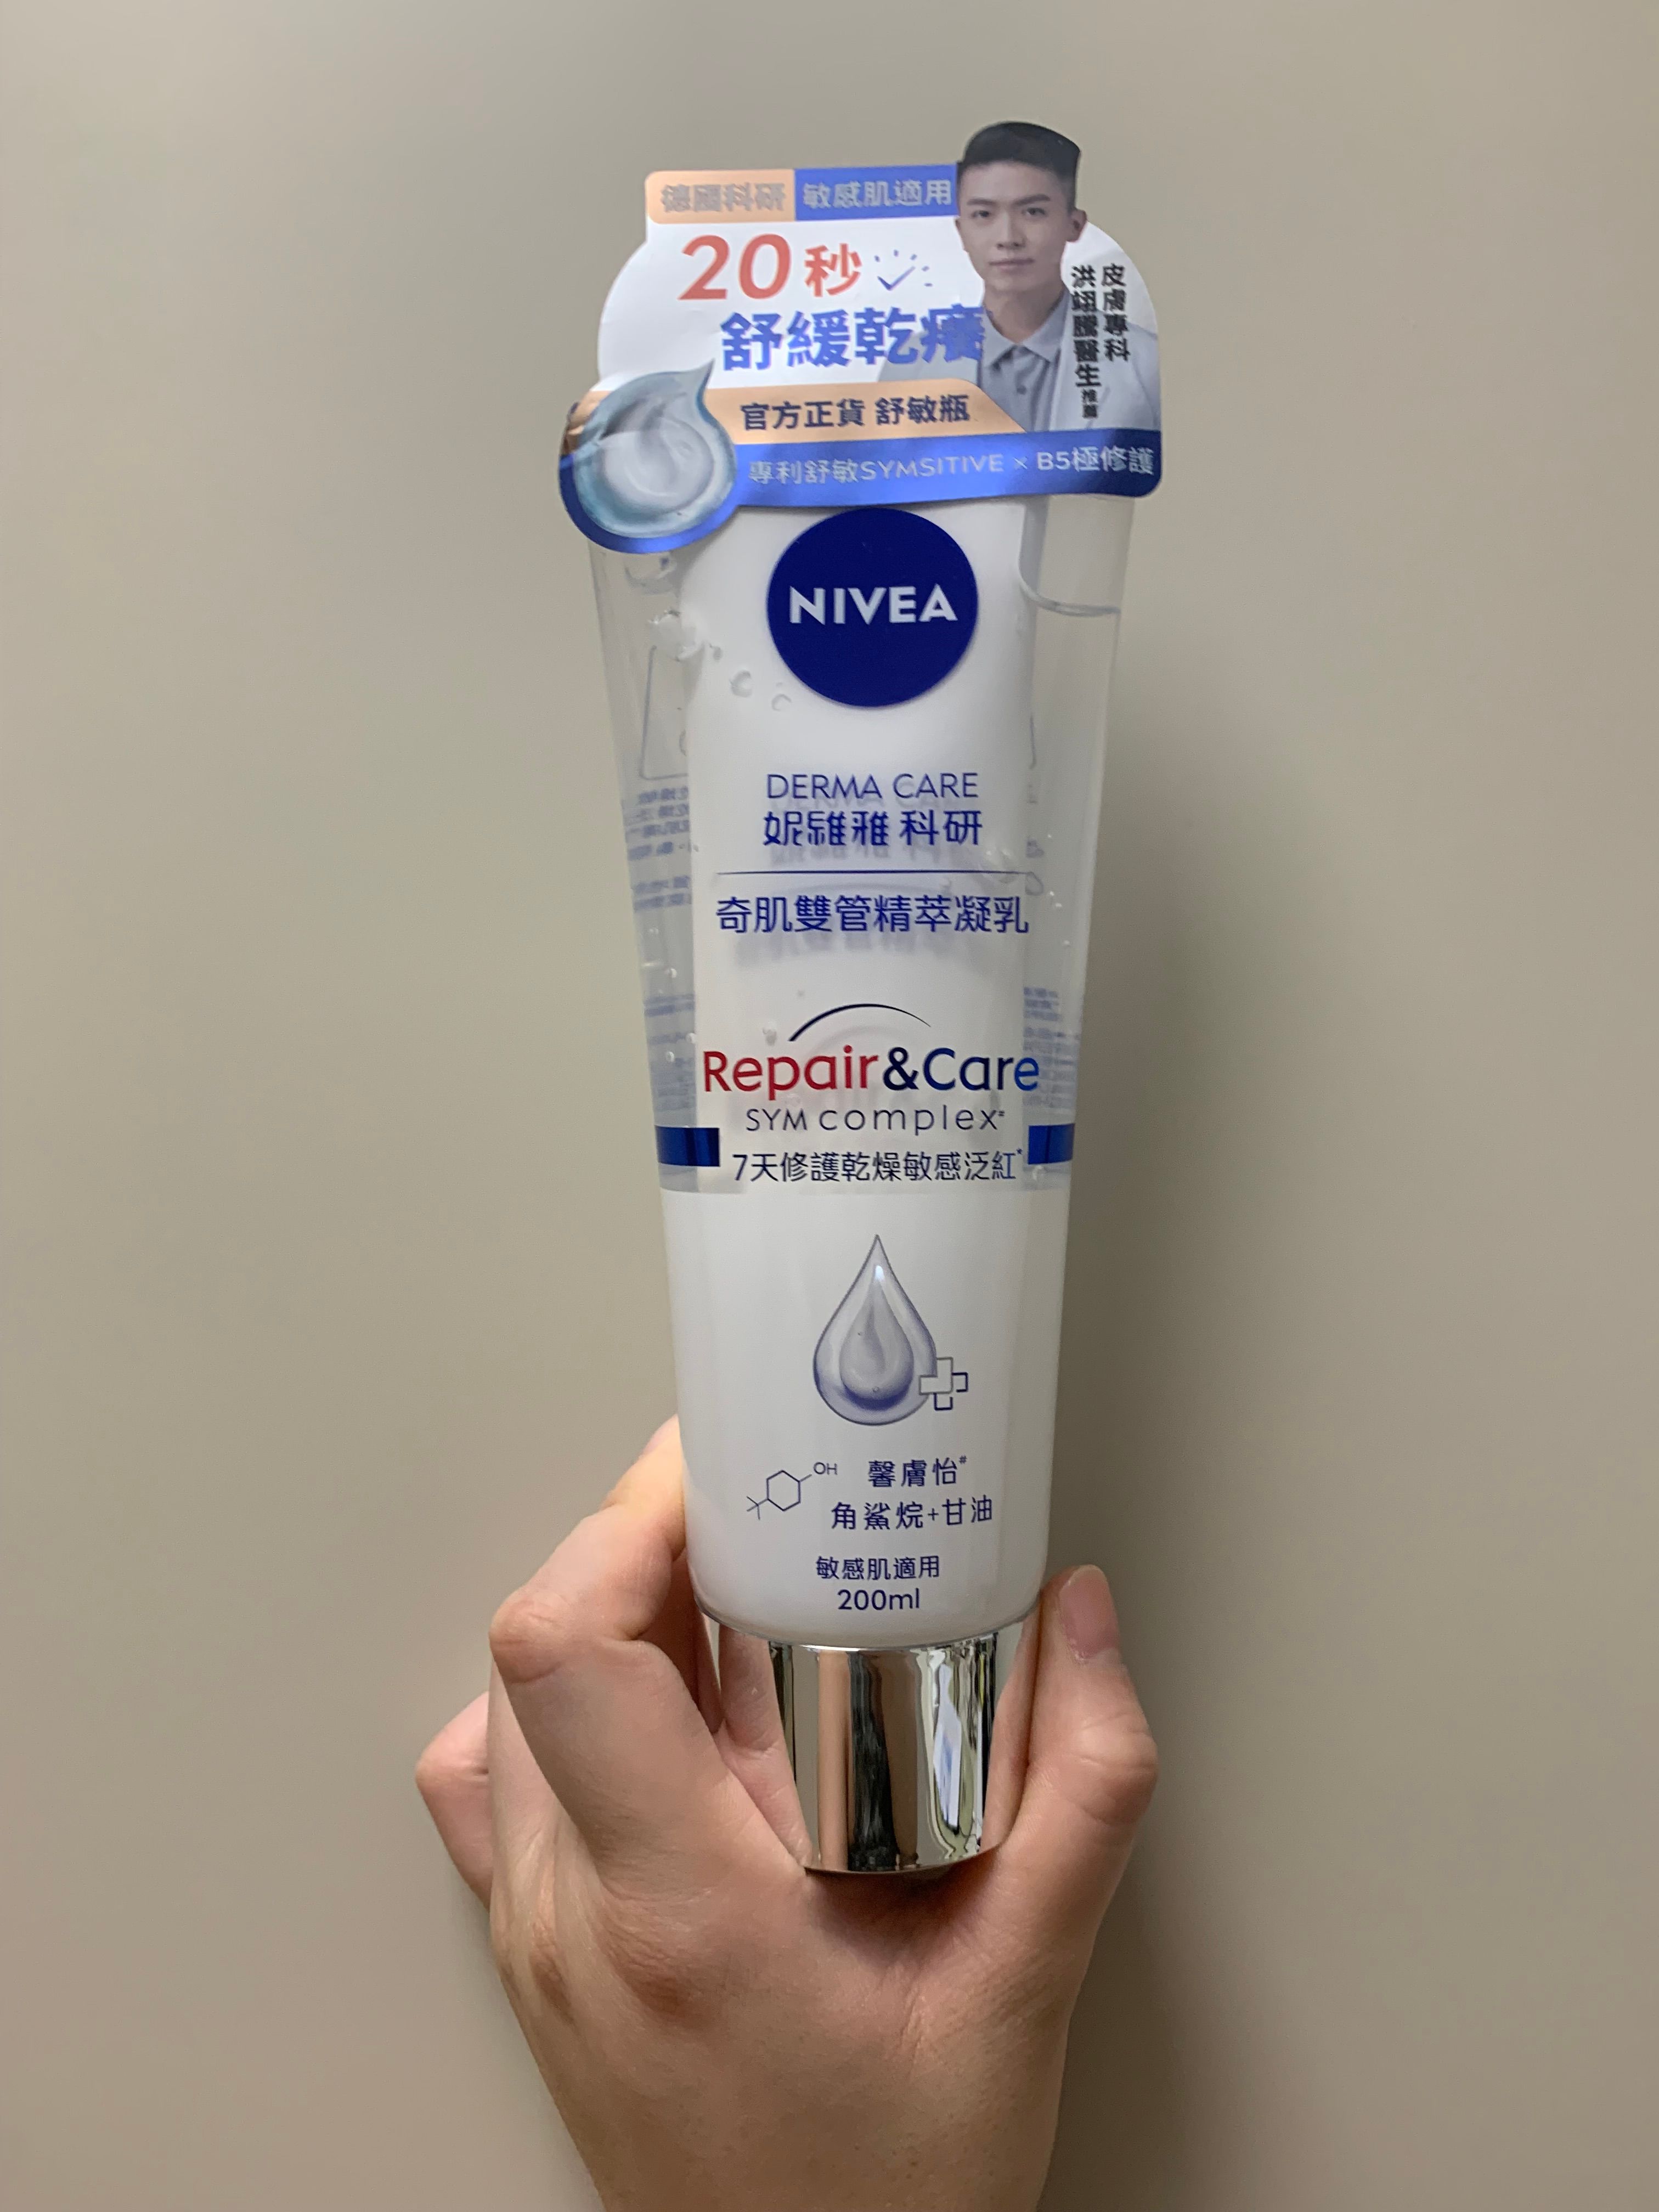 德國科研 敏感肌適用
20秒
舒緩乾癢
皮膚專科
洪翊騰醫生推薦
官方正貨 舒敏瓶
專利舒敏SYMSITIVE × B5極修護
NIVEA
DERMA CARE
妮維雅科研
奇肌雙管精萃凝乳
Repair&Care
SYM complex#
7天修護乾燥敏感泛紅*
OH 馨膚怡#
角鯊烷+甘油
敏感肌適用
200ml